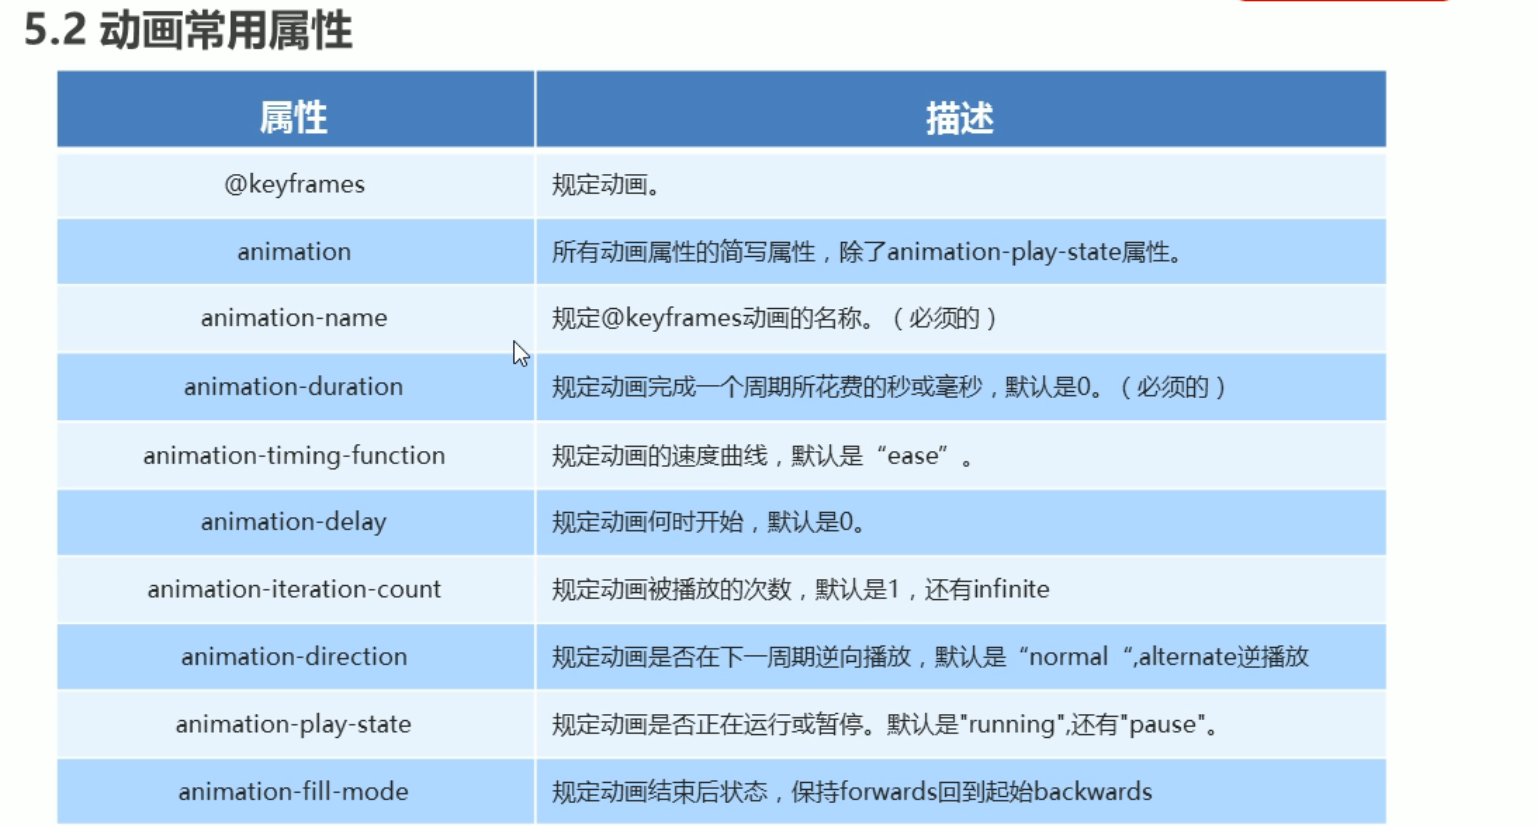 5.2 动画常用属性
属性 描述
@keyframes 规定动画。
animation 所有动画属性的简写属性，除了animation-play-state属性。
animation-name 规定@keyframes动画的名称。（必须的）
animation-duration 规定动画完成一个周期所花费的秒或毫秒，默认是0。（必须的）
animation-timing-function 规定动画的速度曲线，默认是“ease”。
animation-delay 规定动画何时开始，默认是0。
animation-iteration-count 规定动画被播放的次数，默认是1，还有infinite
animation-direction 规定动画是否在下一周期逆向播放，默认是“normal “,alternate逆播放
animation-play-state 规定动画是否正在运行或暂停。默认是"running",还有"pause"。
animation-fill-mode 规定动画结束后状态，保持forwards回到起始backwards